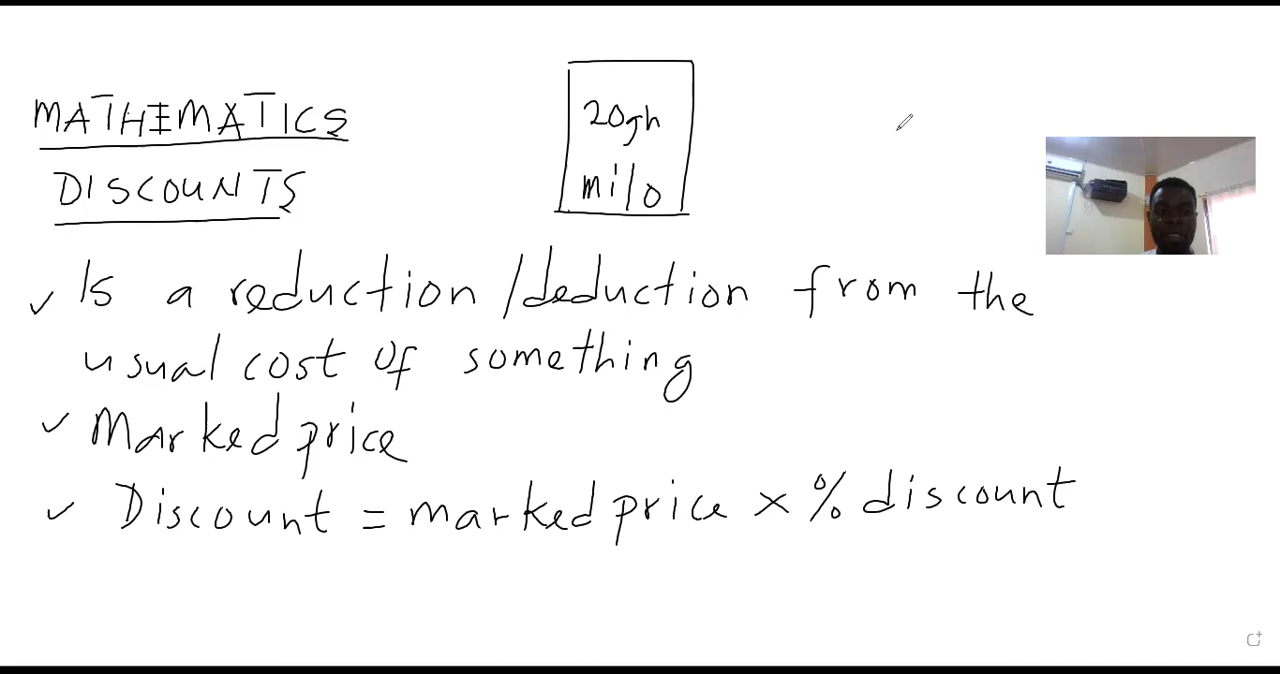 MATHEMATICS
DISCOUNTS
20gh
milo
✓ Is a reduction/deduction from the
usual cost of something
✓ Marked price
✓ Discount = marked price × % discount